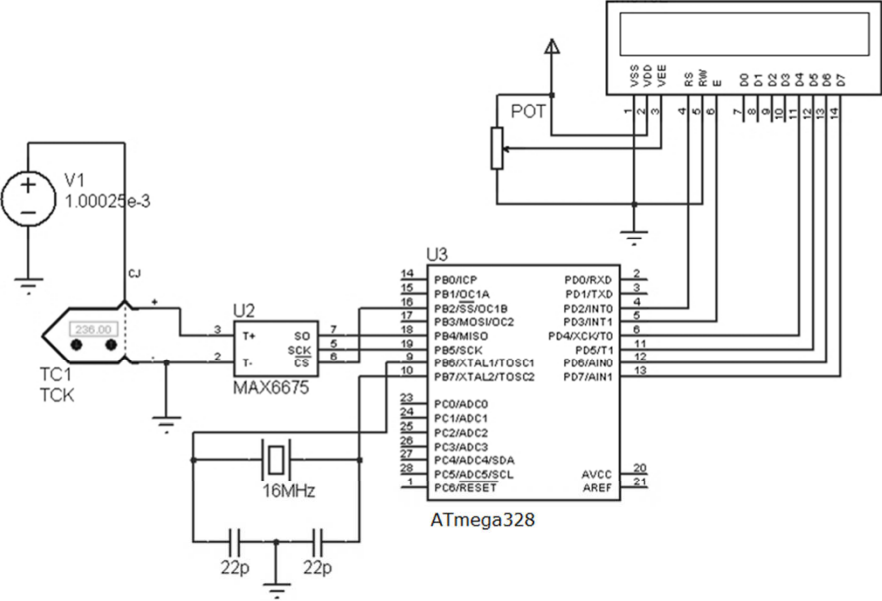 VSS
VDD
VEE
RS
RW
E
D0
D1
D2
D3
D4
D5
D6
D7
1
2
3
4
5
6
7
8
9
10
11
12
13
14
POT
V1
1.00025e-3
CJ
+
-
236.00
TC1
TCK
U2
3 T+ SO 7
SCK 5
2 T- CS 6
MAX6675
U3
14 PB0/ICP PD0/RXD 2
15 PB1/OC1A PD1/TXD 3
16 PB2/SS/OC1B PD2/INT0 4
17 PB3/MOSI/OC2 PD3/INT1 5
18 PB4/MISO PD4/XCK/T0 6
19 PB5/SCK PD5/T1 11
9 PB6/XTAL1/TOSC1 PD6/AIN0 12
10 PB7/XTAL2/TOSC2 PD7/AIN1 13
23 PC0/ADC0
24 PC1/ADC1
25 PC2/ADC2
26 PC3/ADC3
27 PC4/ADC4/SDA
28 PC5/ADC5/SCL AVCC 20
1 PC6/RESET AREF 21
ATmega328
16MHz
22p 22p